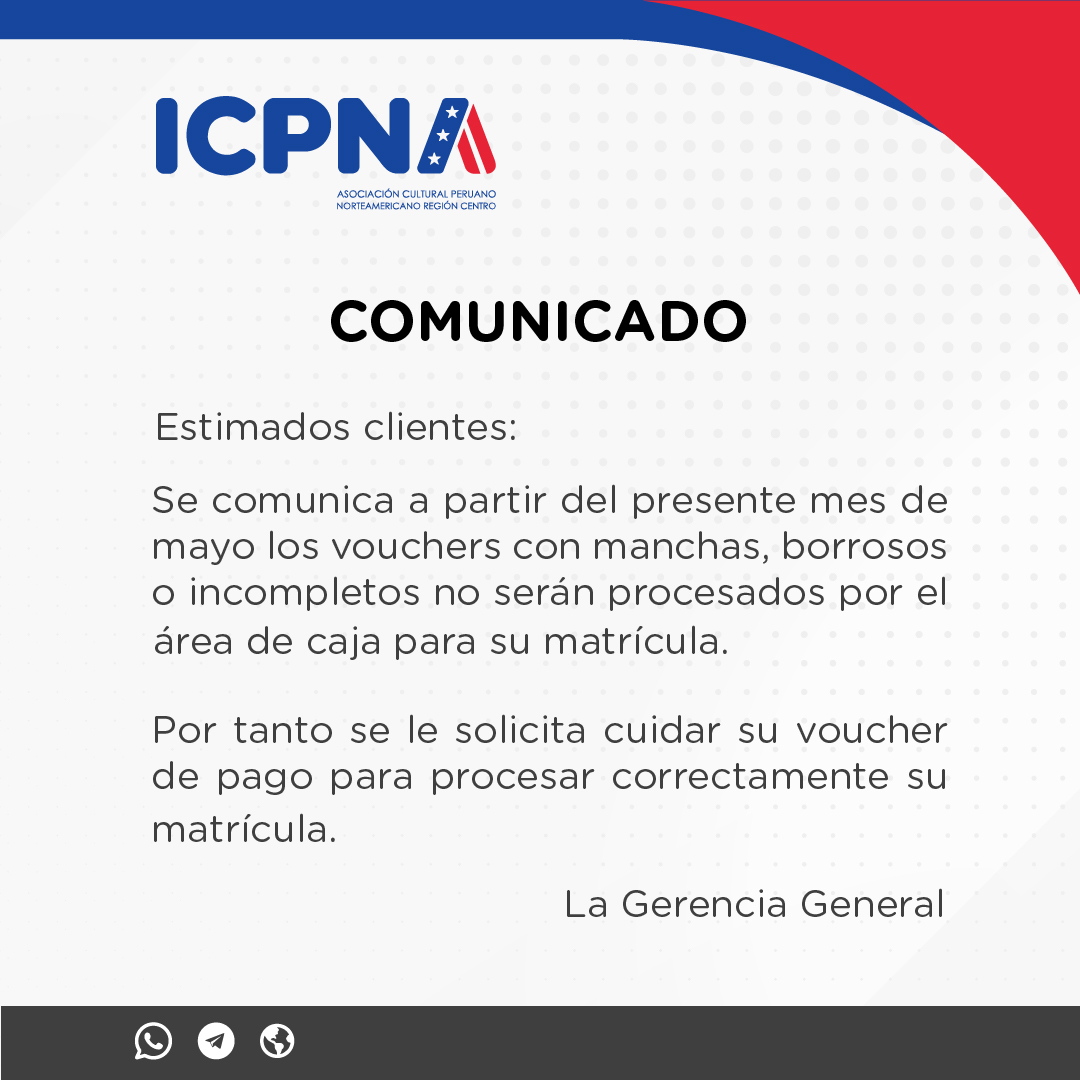 ICPNA
ASOCIACIÓN CULTURAL PERUANO
NORTEAMERICANO REGIÓN CENTRO
COMUNICADO
Estimados clientes:
Se comunica a partir del presente mes de
mayo los vouchers con manchas, borrosos
o incompletos no serán procesados por el
área de caja para su matrícula.
Por tanto se le solicita cuidar su voucher
de pago para procesar correctamente su
matrícula.
La Gerencia General